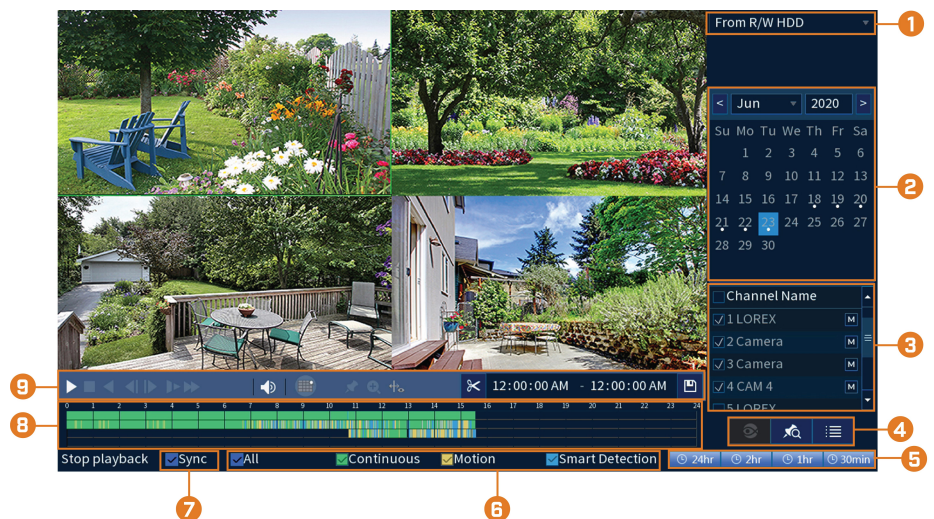 From R/W HDD
1
< Jun 2020 >
Su Mo Tu We Th Fr Sa
1 2 3 4 5 6
7 8 9 10 11 12 13
14 15 16 17 18 19 20
21 22 23 24 25 26 27
28 29 30
2
Channel Name
1 LOREX M
2 Camera M
3 Camera M
4 CAM 4 M
5 LOREX
3
9
12:00:00 AM - 12:00:00 AM
0 1 2 3 4 5 6 7 8 9 10 11 12 13 14 15 16 17 18 19 20 21 22 23 24
8
4
Stop playback
Sync
All
Continuous
Motion
Smart Detection
24hr
2hr
1hr
30min
5
7
6